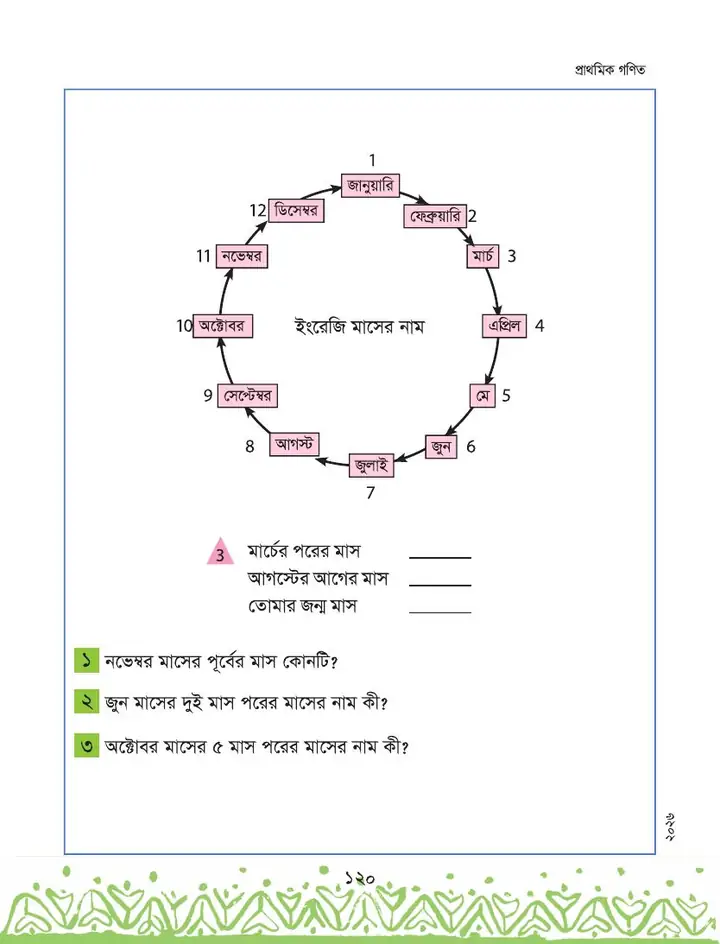 প্রাথমিক গণিত
1
জানুয়ারি
12 ডিসেম্বর
ফেব্রুয়ারি 2
11 নভেম্বর
মার্চ 3
10 অক্টোবর
ইংরেজি মাসের নাম
এপ্রিল 4
9 সেপ্টেম্বর
মে 5
8 আগস্ট
জুন 6
জুলাই
7
3 মার্চের পরের মাস
আগস্টের আগের মাস
তোমার জন্ম মাস
১ নভেম্বর মাসের পূর্বের মাস কোনটি?
২ জুন মাসের দুই মাস পরের মাসের নাম কী?
৩ অক্টোবর মাসের ৫ মাস পরের মাসের নাম কী?
২০২৬
১২০